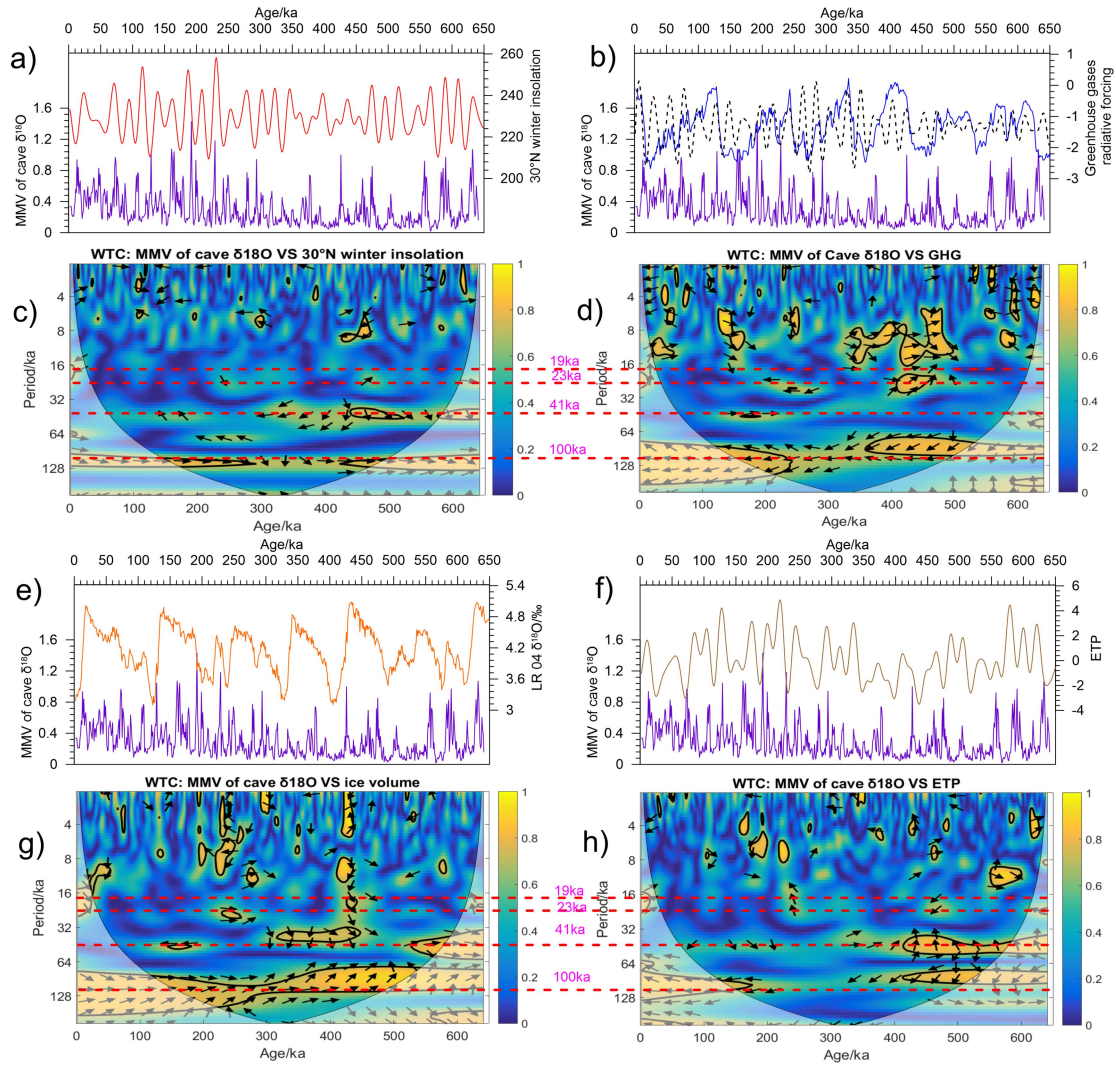 Age/ka
0 50 100 150 200 250 300 350 400 450 500 550 600 650
a)
MMV of cave δ¹⁸O
1.6
1.2
0.8
0.4
0
260
240
220
200
30°N winter insolation
Age/ka
0 50 100 150 200 250 300 350 400 450 500 550 600 650
b)
MMV of cave δ¹⁸O
1.6
1.2
0.8
0.4
0
1
0
-1
-2
-3
Greenhouse gases
radiative forcing
WTC: MMV of cave δ18O VS 30°N winter insolation
c)
Period/ka
4
8
16
32
64
128
0 100 200 300 400 500 600
Age/ka
1
0.8
0.6
0.4
0.2
0
19ka
23ka
41ka
100ka
WTC: MMV of Cave δ18O VS GHG
d)
Period/ka
4
8
16
32
64
128
0 100 200 300 400 500 600
Age/ka
1
0.8
0.6
0.4
0.2
0
Age/ka
0 50 100 150 200 250 300 350 400 450 500 550 600 650
e)
MMV of cave δ¹⁸O
1.6
1.2
0.8
0.4
0
5.4
4.8
4.2
3.6
3
LR 04 δ¹⁸O/‰
Age/ka
0 50 100 150 200 250 300 350 400 450 500 550 600 650
f)
MMV of cave δ¹⁸O
1.6
1.2
0.8
0.4
0
6
4
2
0
-2
-4
ETP
WTC: MMV of cave δ18O VS ice volume
g)
Period/ka
4
8
16
32
64
128
0 100 200 300 400 500 600
Age/ka
1
0.8
0.6
0.4
0.2
0
19ka
23ka
41ka
100ka
WTC: MMV of cave δ18O VS ETP
h)
Period/ka
4
8
16
32
64
128
0 100 200 300 400 500 600
Age/ka
1
0.8
0.6
0.4
0.2
0